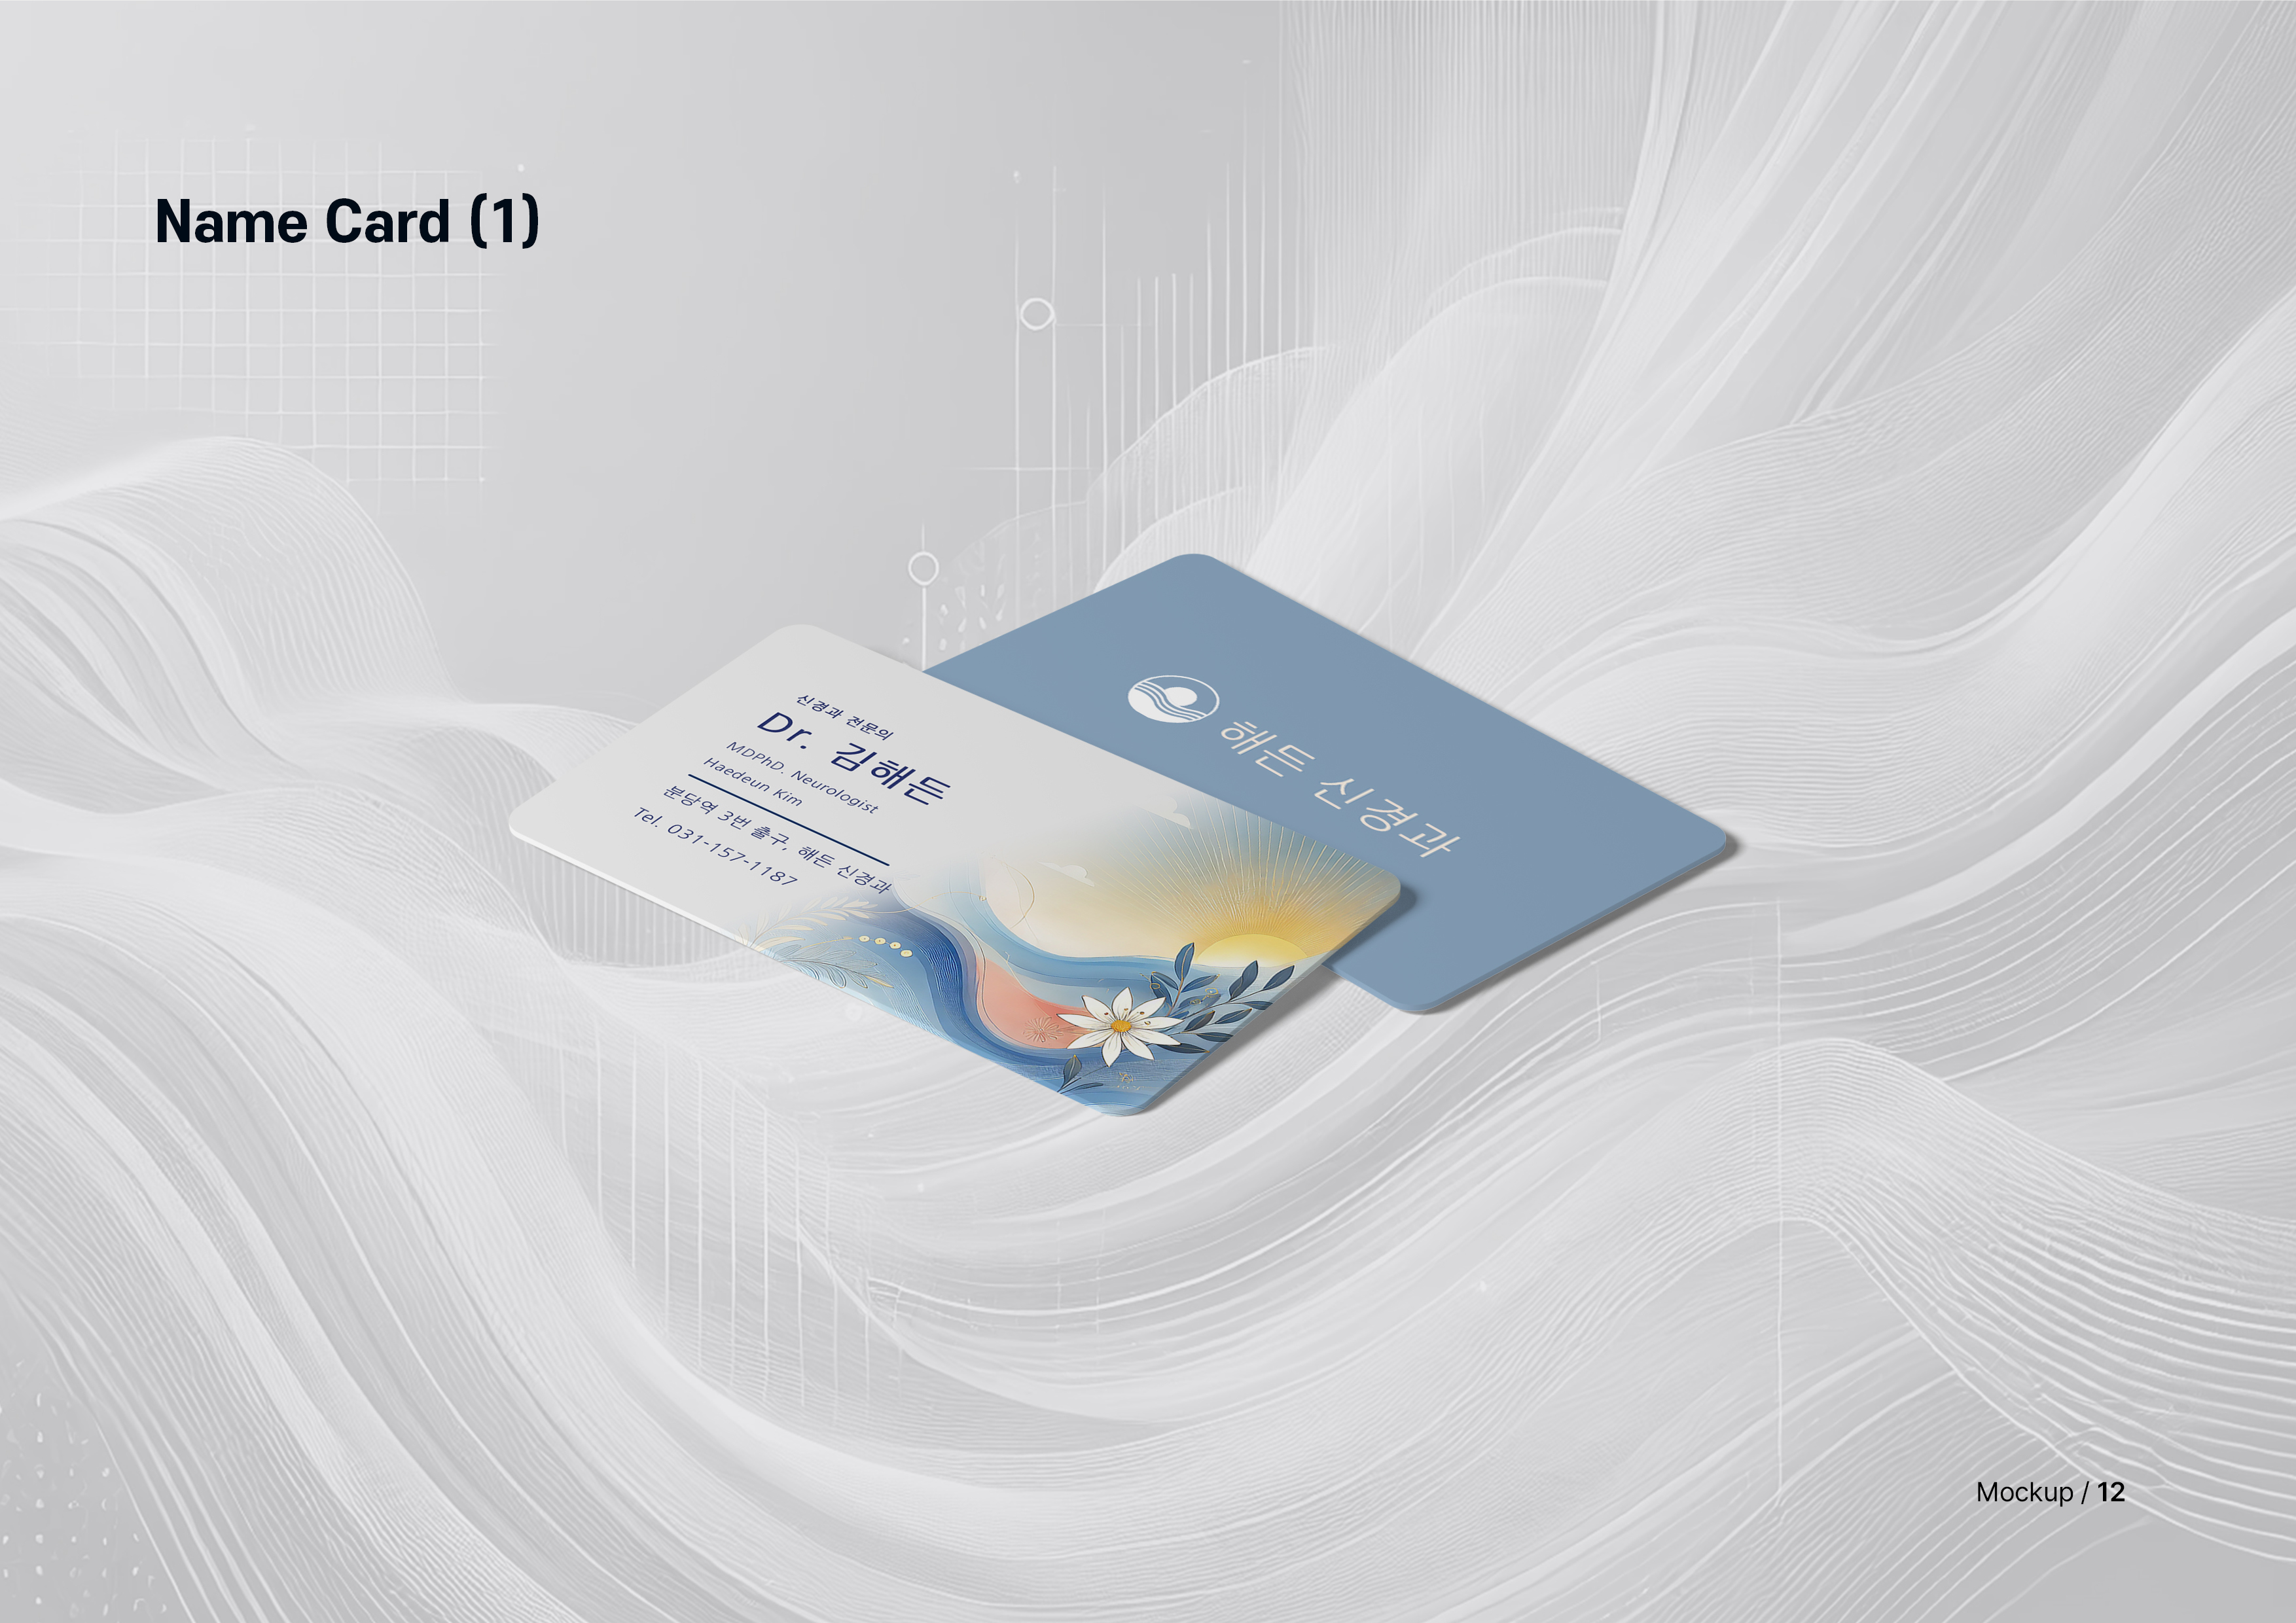 Name Card (1)
신경과 전문의
Dr. 김해든
MDPhD. Neurologist
Haedeun Kim
분당역 3번 출구, 해든 신경과
Tel. 031-157-1187
해든 신경과
Mockup / 12